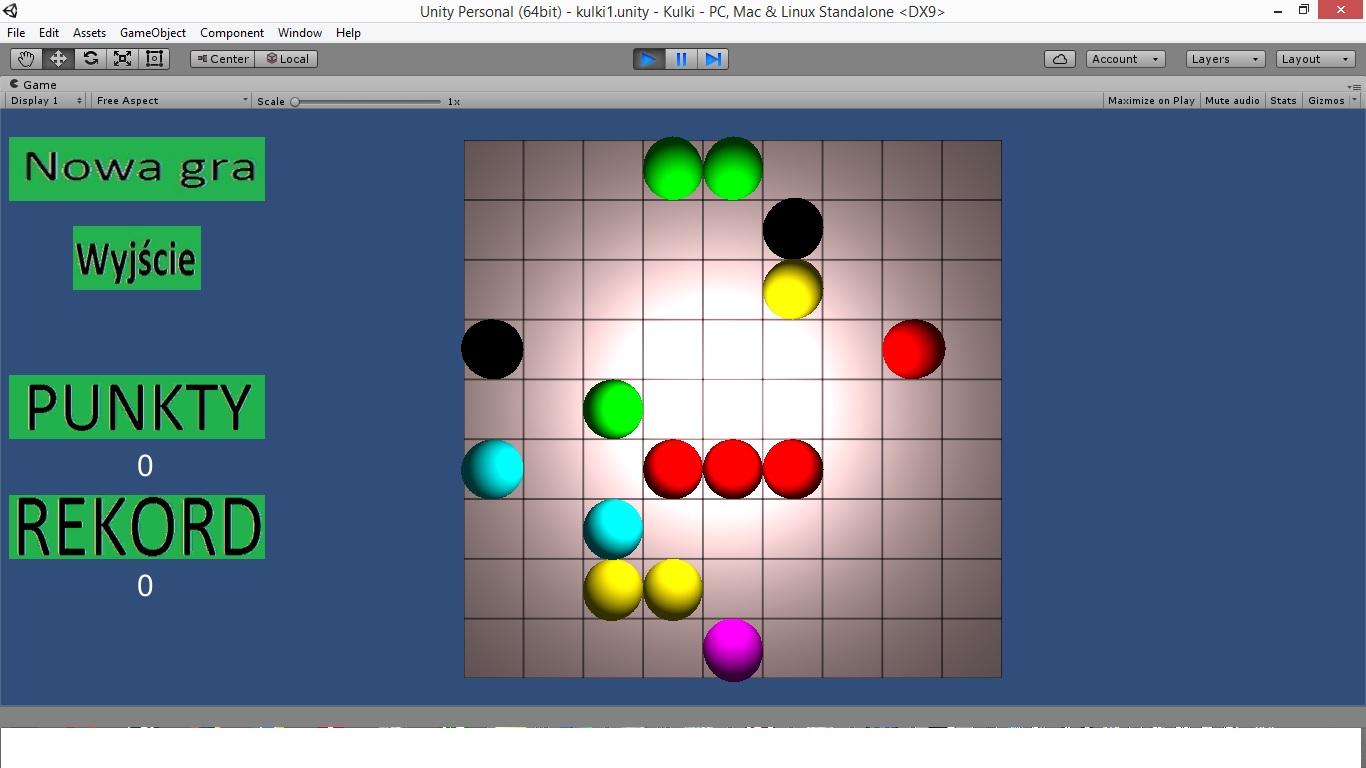 Unity Personal (64bit) - kulki1.unity - Kulki - PC, Mac & Linux Standalone <DX9>
File Edit Assets GameObject Component Window Help
Center Local Account Layers Layout
Game
Display 1 Free Aspect Scale 1x Maximize on Play Mute audio Stats Gizmos
Nowa gra
Wyjście
PUNKTY
0
REKORD
0